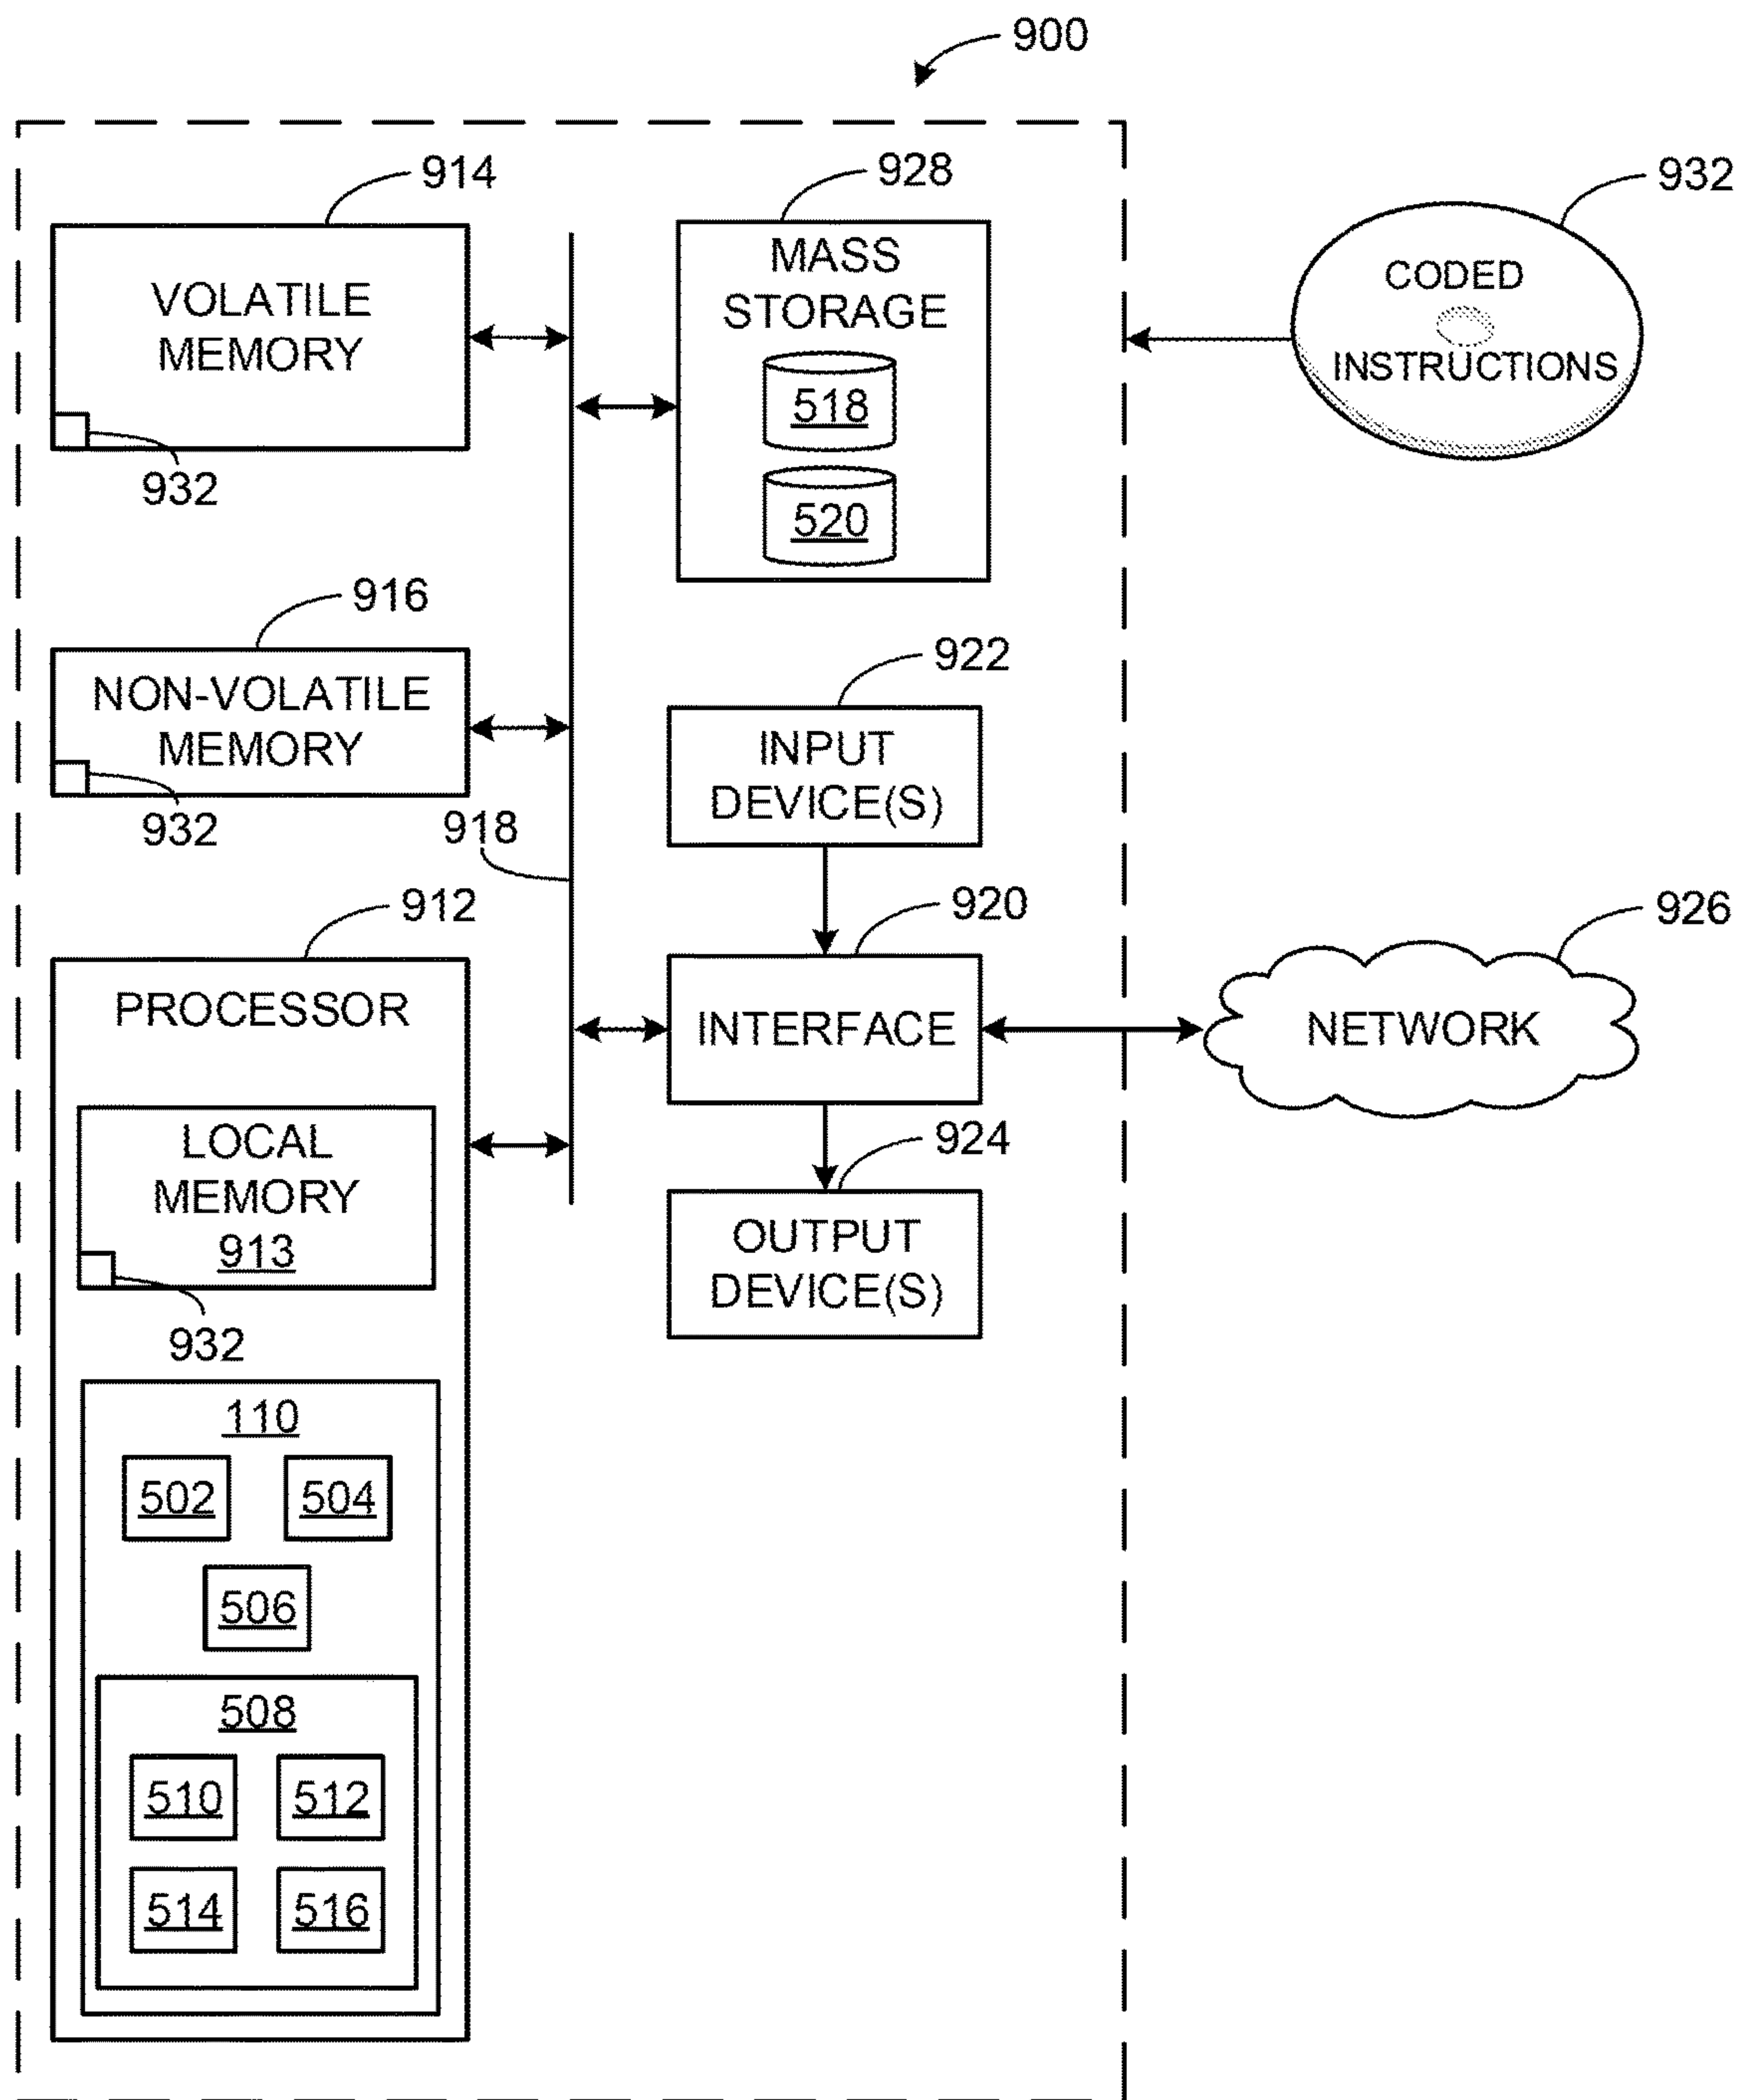 900
914
VOLATILE
MEMORY
932
928
MASS
STORAGE
518
520
932
CODED
INSTRUCTIONS
916
NON-VOLATILE
MEMORY
932
918
922
INPUT
DEVICE(S)
920
INTERFACE
926
NETWORK
924
OUTPUT
DEVICE(S)
912
PROCESSOR
LOCAL
MEMORY
913
932
110
502
504
506
508
510
512
514
516